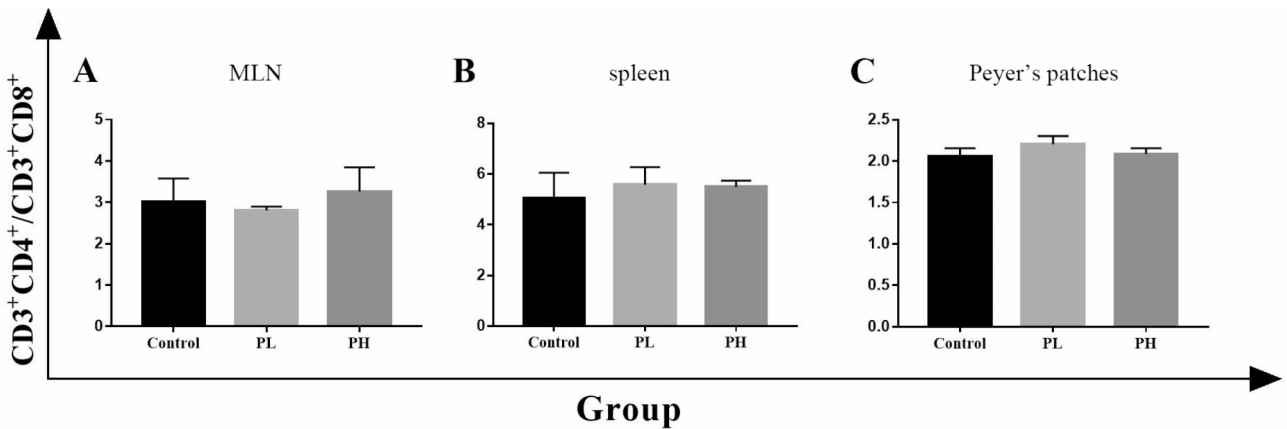 CD3⁺CD4⁺/CD3⁺CD8⁺
A
MLN
5
4
3
2
1
0
Control PL PH
B
spleen
8
6
4
2
0
Control PL PH
C
Peyer's patches
2.5
2.0
1.5
1.0
0.5
0.0
Control PL PH
Group